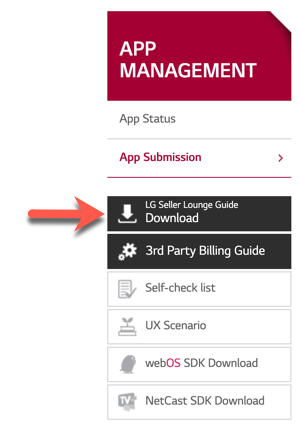 APP
MANAGEMENT
App Status
App Submission
LG Seller Lounge Guide
Download
3rd Party Billing Guide
Self-check list
UX Scenario
webOS SDK Download
TV
NetCast SDK Download